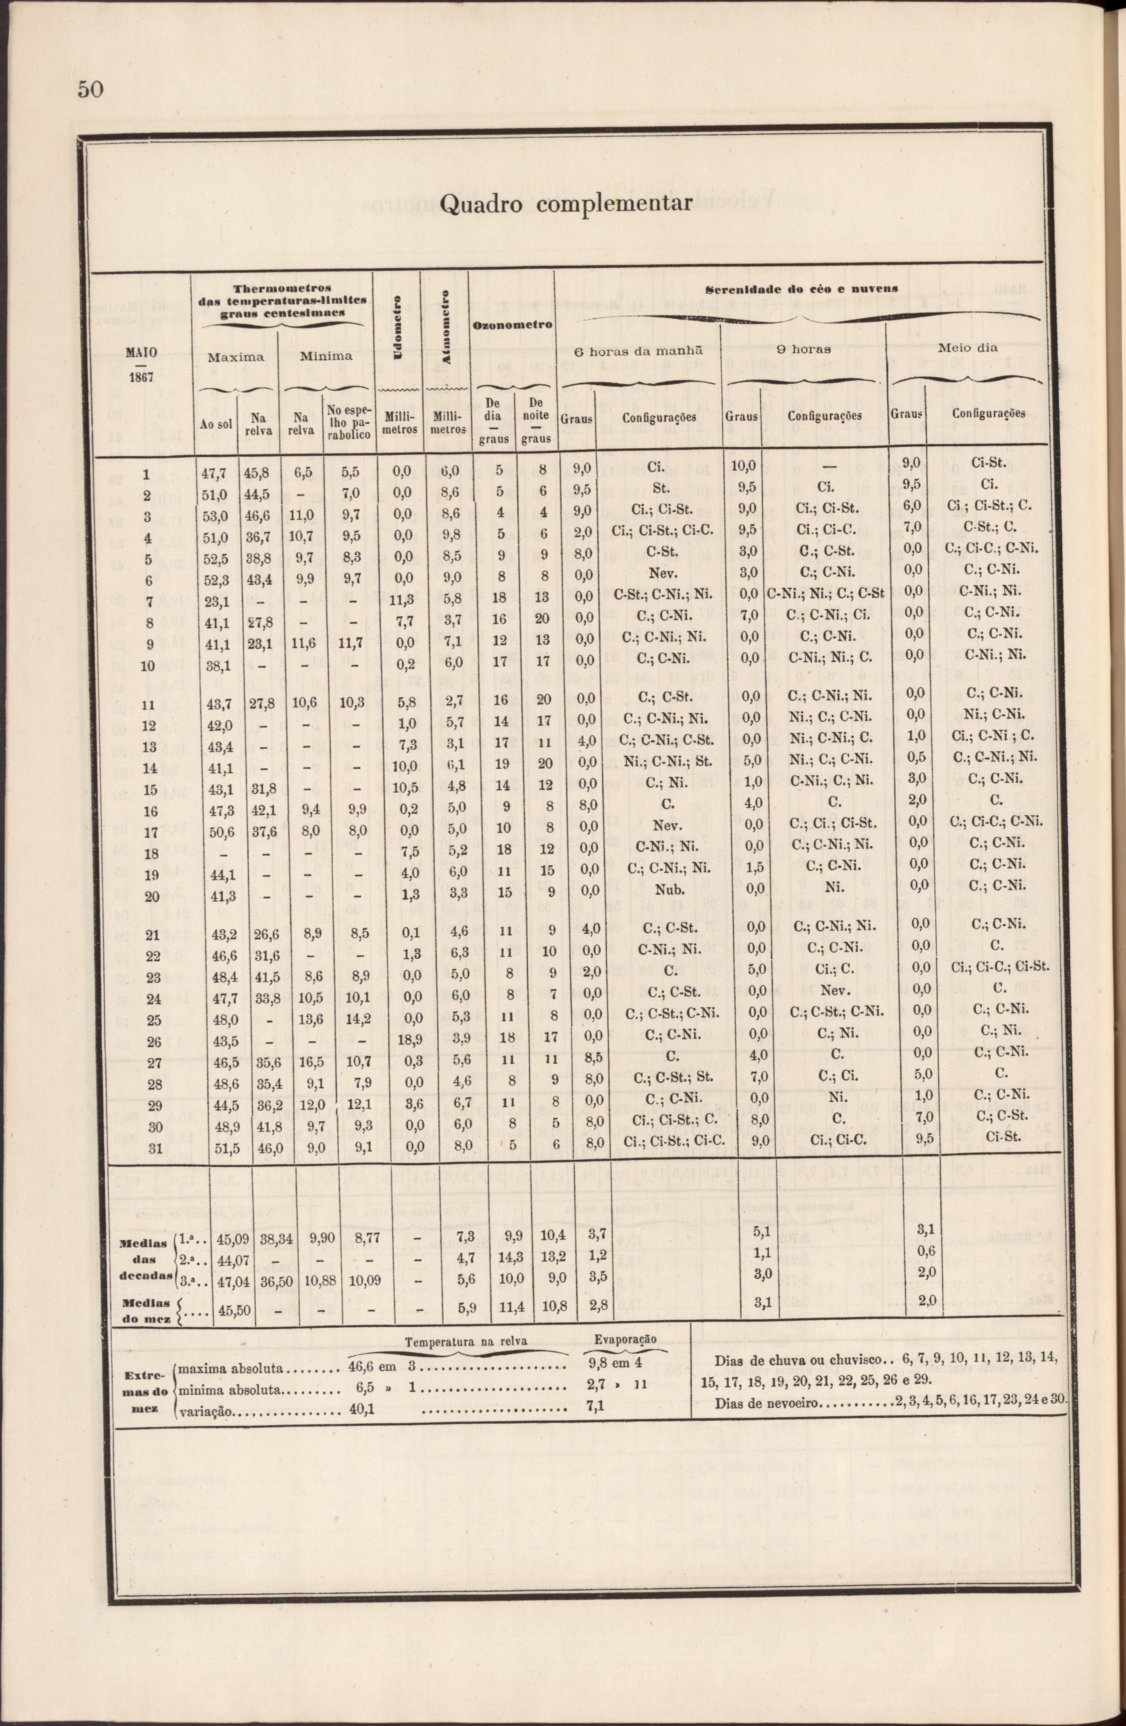 50
Quadro complementar
MAIO
—
1867
Thermometros
das temperaturas-limites
graus centesimaes
Udometro
Atmometro
Ozonometro
Serenidade do céo e nuvens
Maxima Minima
6 horas da manhã 9 horas Meio dia
Ao sol Na relva Na relva No espelho parabolico Millimetros Millimetros De dia — graus De noite — graus Graus Configurações Graus Configurações Graus Configurações
1 47,7 45,8 6,5 5,5 0,0 6,0 5 8 9,0 Ci. 10,0 — 9,0 Ci-St.
2 51,0 44,5 – 7,0 0,0 8,6 5 6 9,5 St. 9,5 Ci. 9,5 Ci.
3 53,0 46,6 11,0 9,7 0,0 8,6 4 4 9,0 Ci.; Ci-St. 9,0 Ci.; Ci-St. 6,0 Ci.; Ci-St.; C.
4 51,0 36,7 10,7 9,5 0,0 9,8 5 6 2,0 Ci.; Ci-St.; Ci-C. 9,5 Ci.; Ci-C. 7,0 C-St.; C.
5 52,5 38,8 9,7 8,3 0,0 8,5 9 9 8,0 C-St. 3,0 C.; C-St. 0,0 C.; Ci-C.; C-Ni.
6 52,3 43,4 9,9 9,7 0,0 9,0 8 8 0,0 Nev. 3,0 C.; C-Ni. 0,0 C.; C-Ni.
7 23,1 – – – 11,3 5,8 18 13 0,0 C-St.; C-Ni.; Ni. 0,0 C-Ni.; Ni.; C.; C-St 0,0 C-Ni.; Ni.
8 41,1 27,8 – – 7,7 3,7 16 20 0,0 C.; C-Ni. 7,0 C.; C-Ni.; Ci. 0,0 C.; C-Ni.
9 41,1 23,1 11,6 11,7 0,0 7,1 12 13 0,0 C.; C-Ni.; Ni. 0,0 C.; C-Ni. 0,0 C.; C-Ni.
10 38,1 – – – 0,2 6,0 17 17 0,0 C.; C-Ni. 0,0 C-Ni.; Ni.; C. 0,0 C-Ni.; Ni.
11 43,7 27,8 10,6 10,3 5,8 2,7 16 20 0,0 C.; C-St. 0,0 C.; C-Ni.; Ni. 0,0 C.; C-Ni.
12 42,0 – – – 1,0 5,7 14 17 0,0 C.; C-Ni.; Ni. 0,0 Ni.; C.; C-Ni. 0,0 Ni.; C-Ni.
13 43,4 – – – 7,3 3,1 17 11 4,0 C.; C-Ni.; C-St. 0,0 Ni.; C-Ni.; C. 1,0 Ci.; C-Ni ; C.
14 41,1 – – – 10,0 6,1 19 20 0,0 Ni.; C-Ni.; St. 5,0 Ni.; C.; C-Ni. 0,5 C.; C-Ni.; Ni.
15 43,1 31,8 – – 10,5 4,8 14 12 0,0 C.; Ni. 1,0 C-Ni.; C.; Ni. 3,0 C.; C-Ni.
16 47,3 42,1 9,4 9,9 0,2 5,0 9 8 8,0 C. 4,0 C. 2,0 C.
17 50,6 37,6 8,0 8,0 0,0 5,0 10 8 0,0 Nev. 0,0 C.; Ci.; Ci-St. 0,0 C.; Ci-C.; C-Ni.
18 – – – – 7,5 5,2 18 12 0,0 C-Ni.; Ni. 0,0 C.; C-Ni.; Ni. 0,0 C.; C-Ni.
19 44,1 – – – 4,0 6,0 11 15 0,0 C.; C-Ni.; Ni. 1,5 C.; C-Ni. 0,0 C.; C-Ni.
20 41,3 – – – 1,3 3,3 15 9 0,0 Nub. 0,0 Ni. 0,0 C.; C-Ni.
21 43,2 26,6 8,9 8,5 0,1 4,6 11 9 4,0 C.; C-St. 0,0 C.; C-Ni.; Ni. 0,0 C.; C-Ni.
22 46,6 31,6 – – 1,3 6,3 11 10 0,0 C-Ni.; Ni. 0,0 C.; C-Ni. 0,0 C.
23 48,4 41,5 8,6 8,9 0,0 5,0 8 9 2,0 C. 5,0 Ci.; C. 0,0 Ci.; Ci-C.; Ci-St.
24 47,7 33,8 10,5 10,1 0,0 6,0 8 7 0,0 C.; C-St. 0,0 Nev. 0,0 C.
25 48,0 – 13,6 14,2 0,0 5,3 11 8 0,0 C.; C-St.; C-Ni. 0,0 C.; C-St.; C-Ni. 0,0 C.; C-Ni.
26 43,5 – – – 18,9 3,9 18 17 0,0 C.; C-Ni. 0,0 C.; Ni. 0,0 C.; Ni.
27 46,5 35,6 16,5 10,7 0,3 5,6 11 11 8,5 C. 4,0 C. 0,0 C.; C-Ni.
28 48,6 35,4 9,1 7,9 0,0 4,6 8 9 8,0 C.; C-St.; St. 7,0 C.; Ci. 5,0 C.
29 44,5 36,2 12,0 12,1 3,6 6,7 11 8 0,0 C.; C-Ni. 0,0 Ni. 1,0 C.; C-Ni.
30 48,9 41,8 9,7 9,3 0,0 6,0 8 5 8,0 Ci.; Ci-St.; C. 8,0 C. 7,0 C.; C-St.
31 51,5 46,0 9,0 9,1 0,0 8,0 5 6 8,0 Ci.; Ci-St.; Ci-C. 9,0 Ci.; Ci-C. 9,5 Ci-St.
Medias das decadas
1.ª.. 45,09 38,34 9,90 8,77 – 7,3 9,9 10,4 3,7 5,1 3,1
2.ª.. 44,07 – – – – 4,7 14,3 13,2 1,2 1,1 0,6
3.ª.. 47,04 36,50 10,88 10,09 – 5,6 10,0 9,0 3,5 3,0 2,0
Medias do mez .... 45,50 – – – – 5,9 11,4 10,8 2,8 3,1 2,0
Temperatura na relva Evaporação
Extremas do mez
maxima absoluta........ 46,6 em 3..................... 9,8 em 4
minima absoluta......... 6,5 » 1..................... 2,7 » 11
variação................ 40,1 ..................... 7,1
Dias de chuva ou chuvisco.. 6, 7, 9, 10, 11, 12, 13, 14,
15, 17, 18, 19, 20, 21, 22, 25, 26 e 29.
Dias de nevoeiro...........2, 3, 4, 5, 6, 16, 17, 23, 24 e 30.